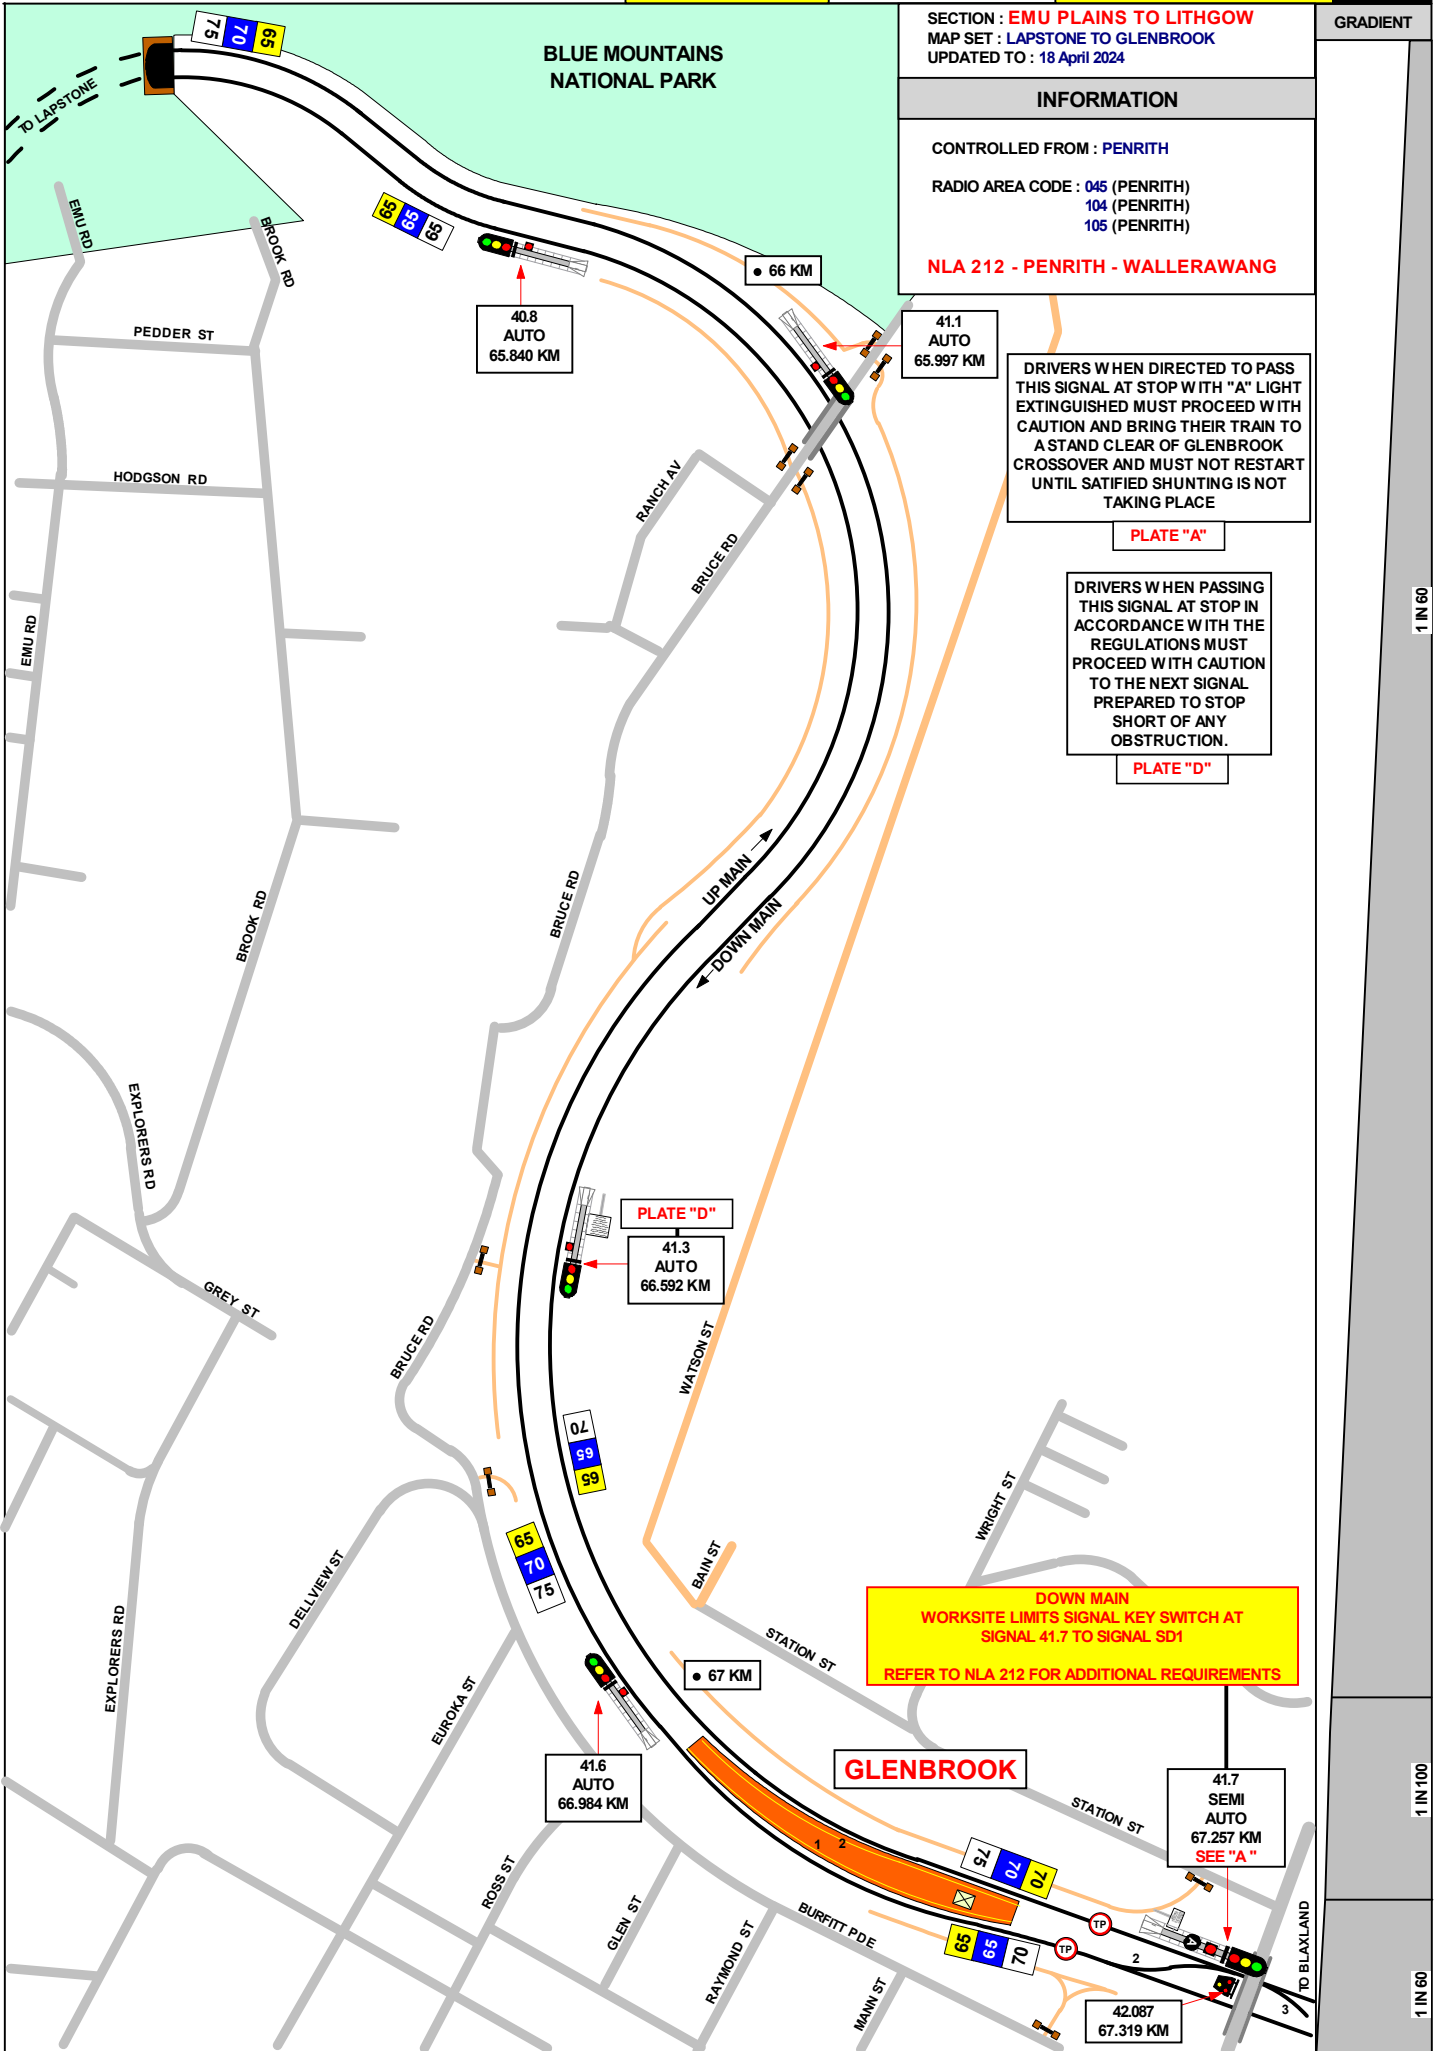 SECTION : EMU PLAINS TO LITHGOW
MAP SET : LAPSTONE TO GLENBROOK
UPDATED TO : 18 April 2024
GRADIENT
INFORMATION
CONTROLLED FROM : PENRITH
RADIO AREA CODE : 045 (PENRITH)
104 (PENRITH)
105 (PENRITH)
NLA 212 - PENRITH - WALLERAWANG
BLUE MOUNTAINS
NATIONAL PARK
75 70 65
TO LAPSTONE
65 65 65
EMU RD
BROOK RD
66 KM
40.8
AUTO
65.840 KM
41.1
AUTO
65.997 KM
PEDDER ST
DRIVERS WHEN DIRECTED TO PASS
THIS SIGNAL AT STOP WITH "A" LIGHT
EXTINGUISHED MUST PROCEED WITH
CAUTION AND BRING THEIR TRAIN TO
A STAND CLEAR OF GLENBROOK
CROSSOVER AND MUST NOT RESTART
UNTIL SATIFIED SHUNTING IS NOT
TAKING PLACE
PLATE "A"
HODGSON RD
RANCH AV
BRUCE RD
DRIVERS WHEN PASSING
THIS SIGNAL AT STOP IN
ACCORDANCE WITH THE
REGULATIONS MUST
PROCEED WITH CAUTION
TO THE NEXT SIGNAL
PREPARED TO STOP
SHORT OF ANY
OBSTRUCTION.
PLATE "D"
1 IN 60
EMU RD
UP MAIN
DOWN MAIN
BROOK RD
BRUCE RD
EXPLORERS RD
PLATE "D"
41.3
AUTO
66.592 KM
GREY ST
BRUCE RD
WATSON ST
70 65 65
65
70
75
WRIGHT ST
BAIN ST
DELLVIEW ST
EXPLORERS RD
DOWN MAIN
WORKSITE LIMITS SIGNAL KEY SWITCH AT
SIGNAL 41.7 TO SIGNAL SD1
REFER TO NLA 212 FOR ADDITIONAL REQUIREMENTS
STATION ST
67 KM
EUROKA ST
41.6
AUTO
66.984 KM
GLENBROOK
41.7
SEMI
AUTO
67.257 KM
SEE "A "
STATION ST
1 IN 100
1 2
75 70 70
ROSS ST
GLEN ST
RAYMOND ST
BURFITT PDE
MANN ST
65 65 70
TP
TP
A
2
3
TO BLAXLAND
42.087
67.319 KM
1 IN 60